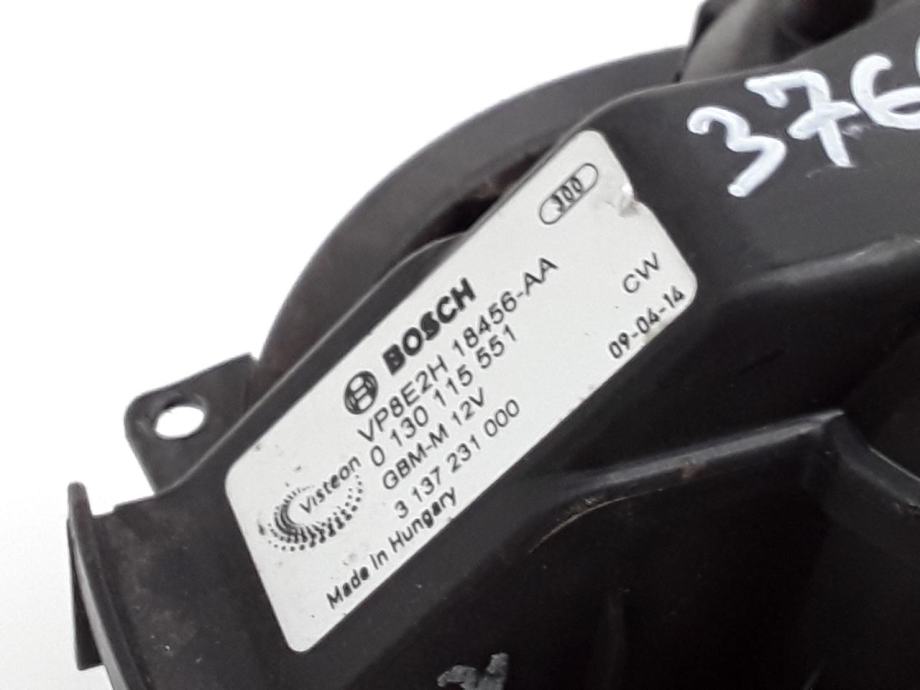 300
BOSCH
VP8E2H 18456-AA
0 130 115 551
CW
GBM-M 12V
09-04-14
3 137 231 000
Visteon
Made in Hungary
376